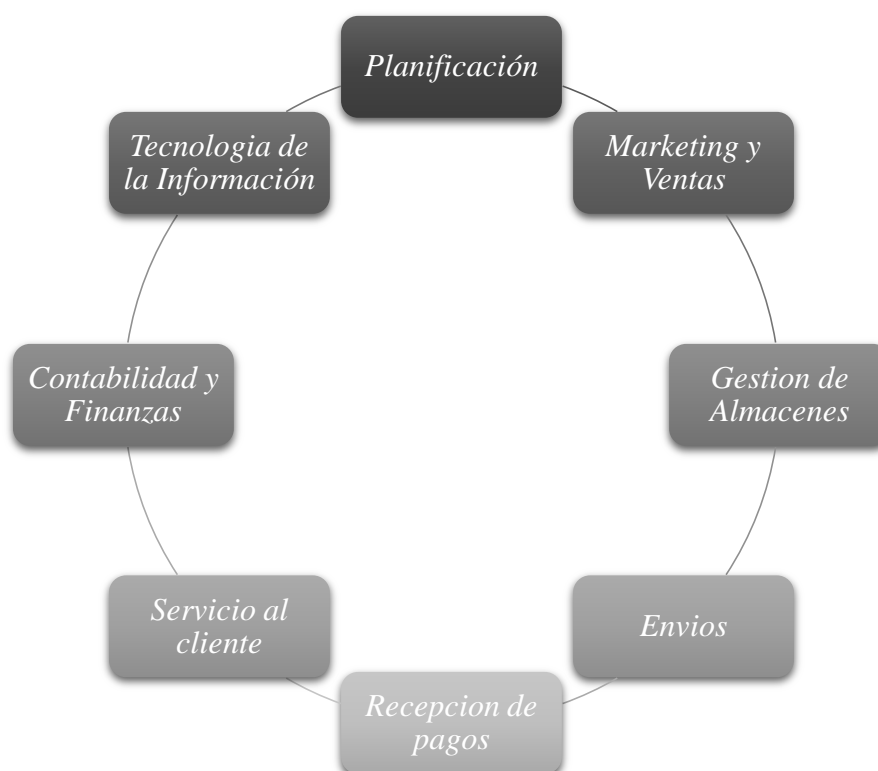 Planificación
Marketing y
Ventas
Gestion de
Almacenes
Envios
Recepcion de
pagos
Servicio al
cliente
Contabilidad y
Finanzas
Tecnologia de
la Información